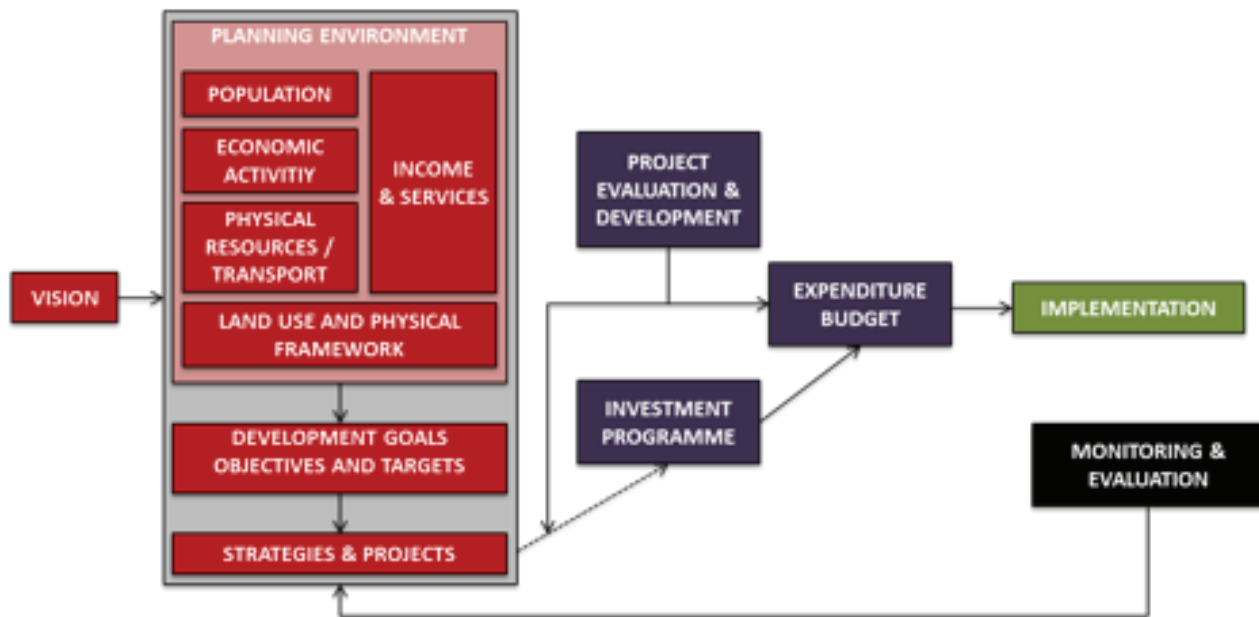 PLANNING ENVIRONMENT
POPULATION
ECONOMIC
ACTIVITIY
PHYSICAL
RESOURCES /
TRANSPORT
INCOME
& SERVICES
LAND USE AND PHYSICAL
FRAMEWORK
VISION
DEVELOPMENT GOALS
OBJECTIVES AND TARGETS
STRATEGIES & PROJECTS
PROJECT
EVALUATION &
DEVELOPMENT
INVESTMENT
PROGRAMME
EXPENDITURE
BUDGET
IMPLEMENTATION
MONITORING &
EVALUATION